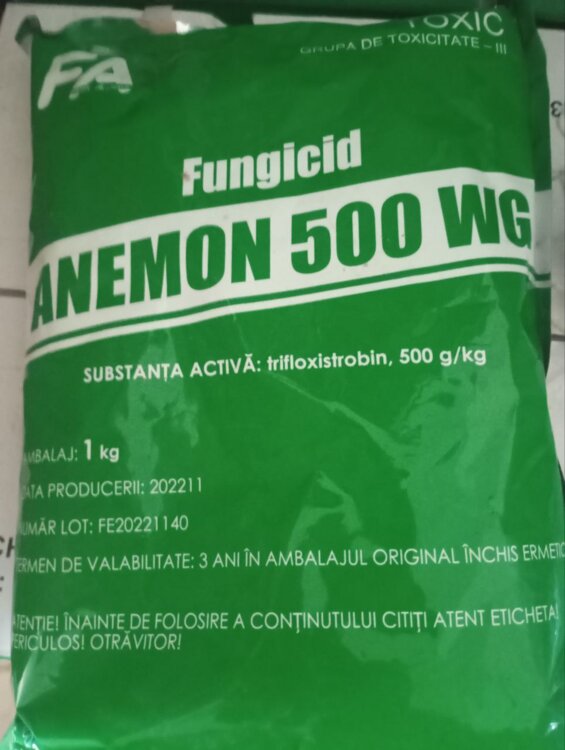 TOXIC
GRUPA DE TOXICITATE – III
FA
Fungicid
ANEMON 500 WG
SUBSTANȚA ACTIVĂ: trifloxistrobin, 500 g/kg
AMBALAJ: 1 kg
DATA PRODUCERII: 202211
NUMĂR LOT: FE20221140
TERMEN DE VALABILITATE: 3 ANI ÎN AMBALAJUL ORIGINAL ÎNCHIS ERMETIC
ATENȚIE! ÎNAINTE DE FOLOSIRE A CONȚINUTULUI CITIȚI ATENT ETICHETA!
PERICULOS! OTRĂVITOR!